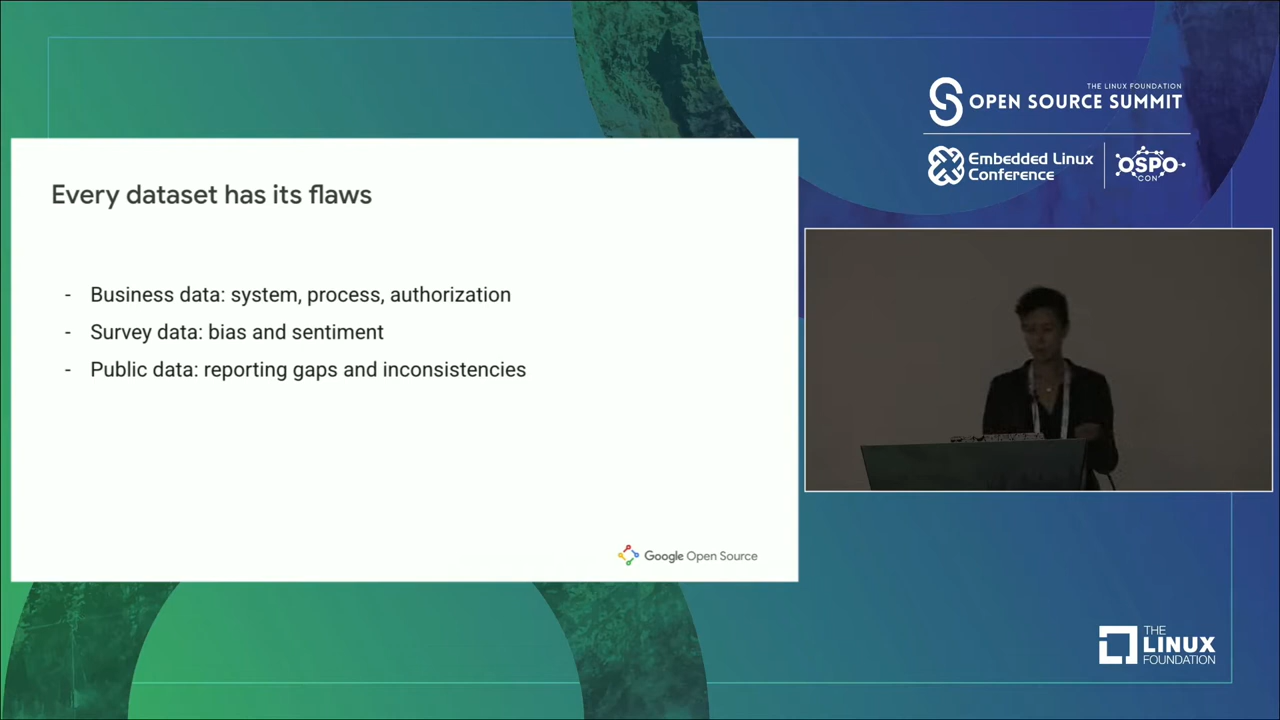 THE LINUX FOUNDATION
OPEN SOURCE SUMMIT
Embedded Linux
Conference
OSPO
CON
Every dataset has its flaws
- Business data: system, process, authorization
- Survey data: bias and sentiment
- Public data: reporting gaps and inconsistencies
Google Open Source
THE
LINUX
FOUNDATION